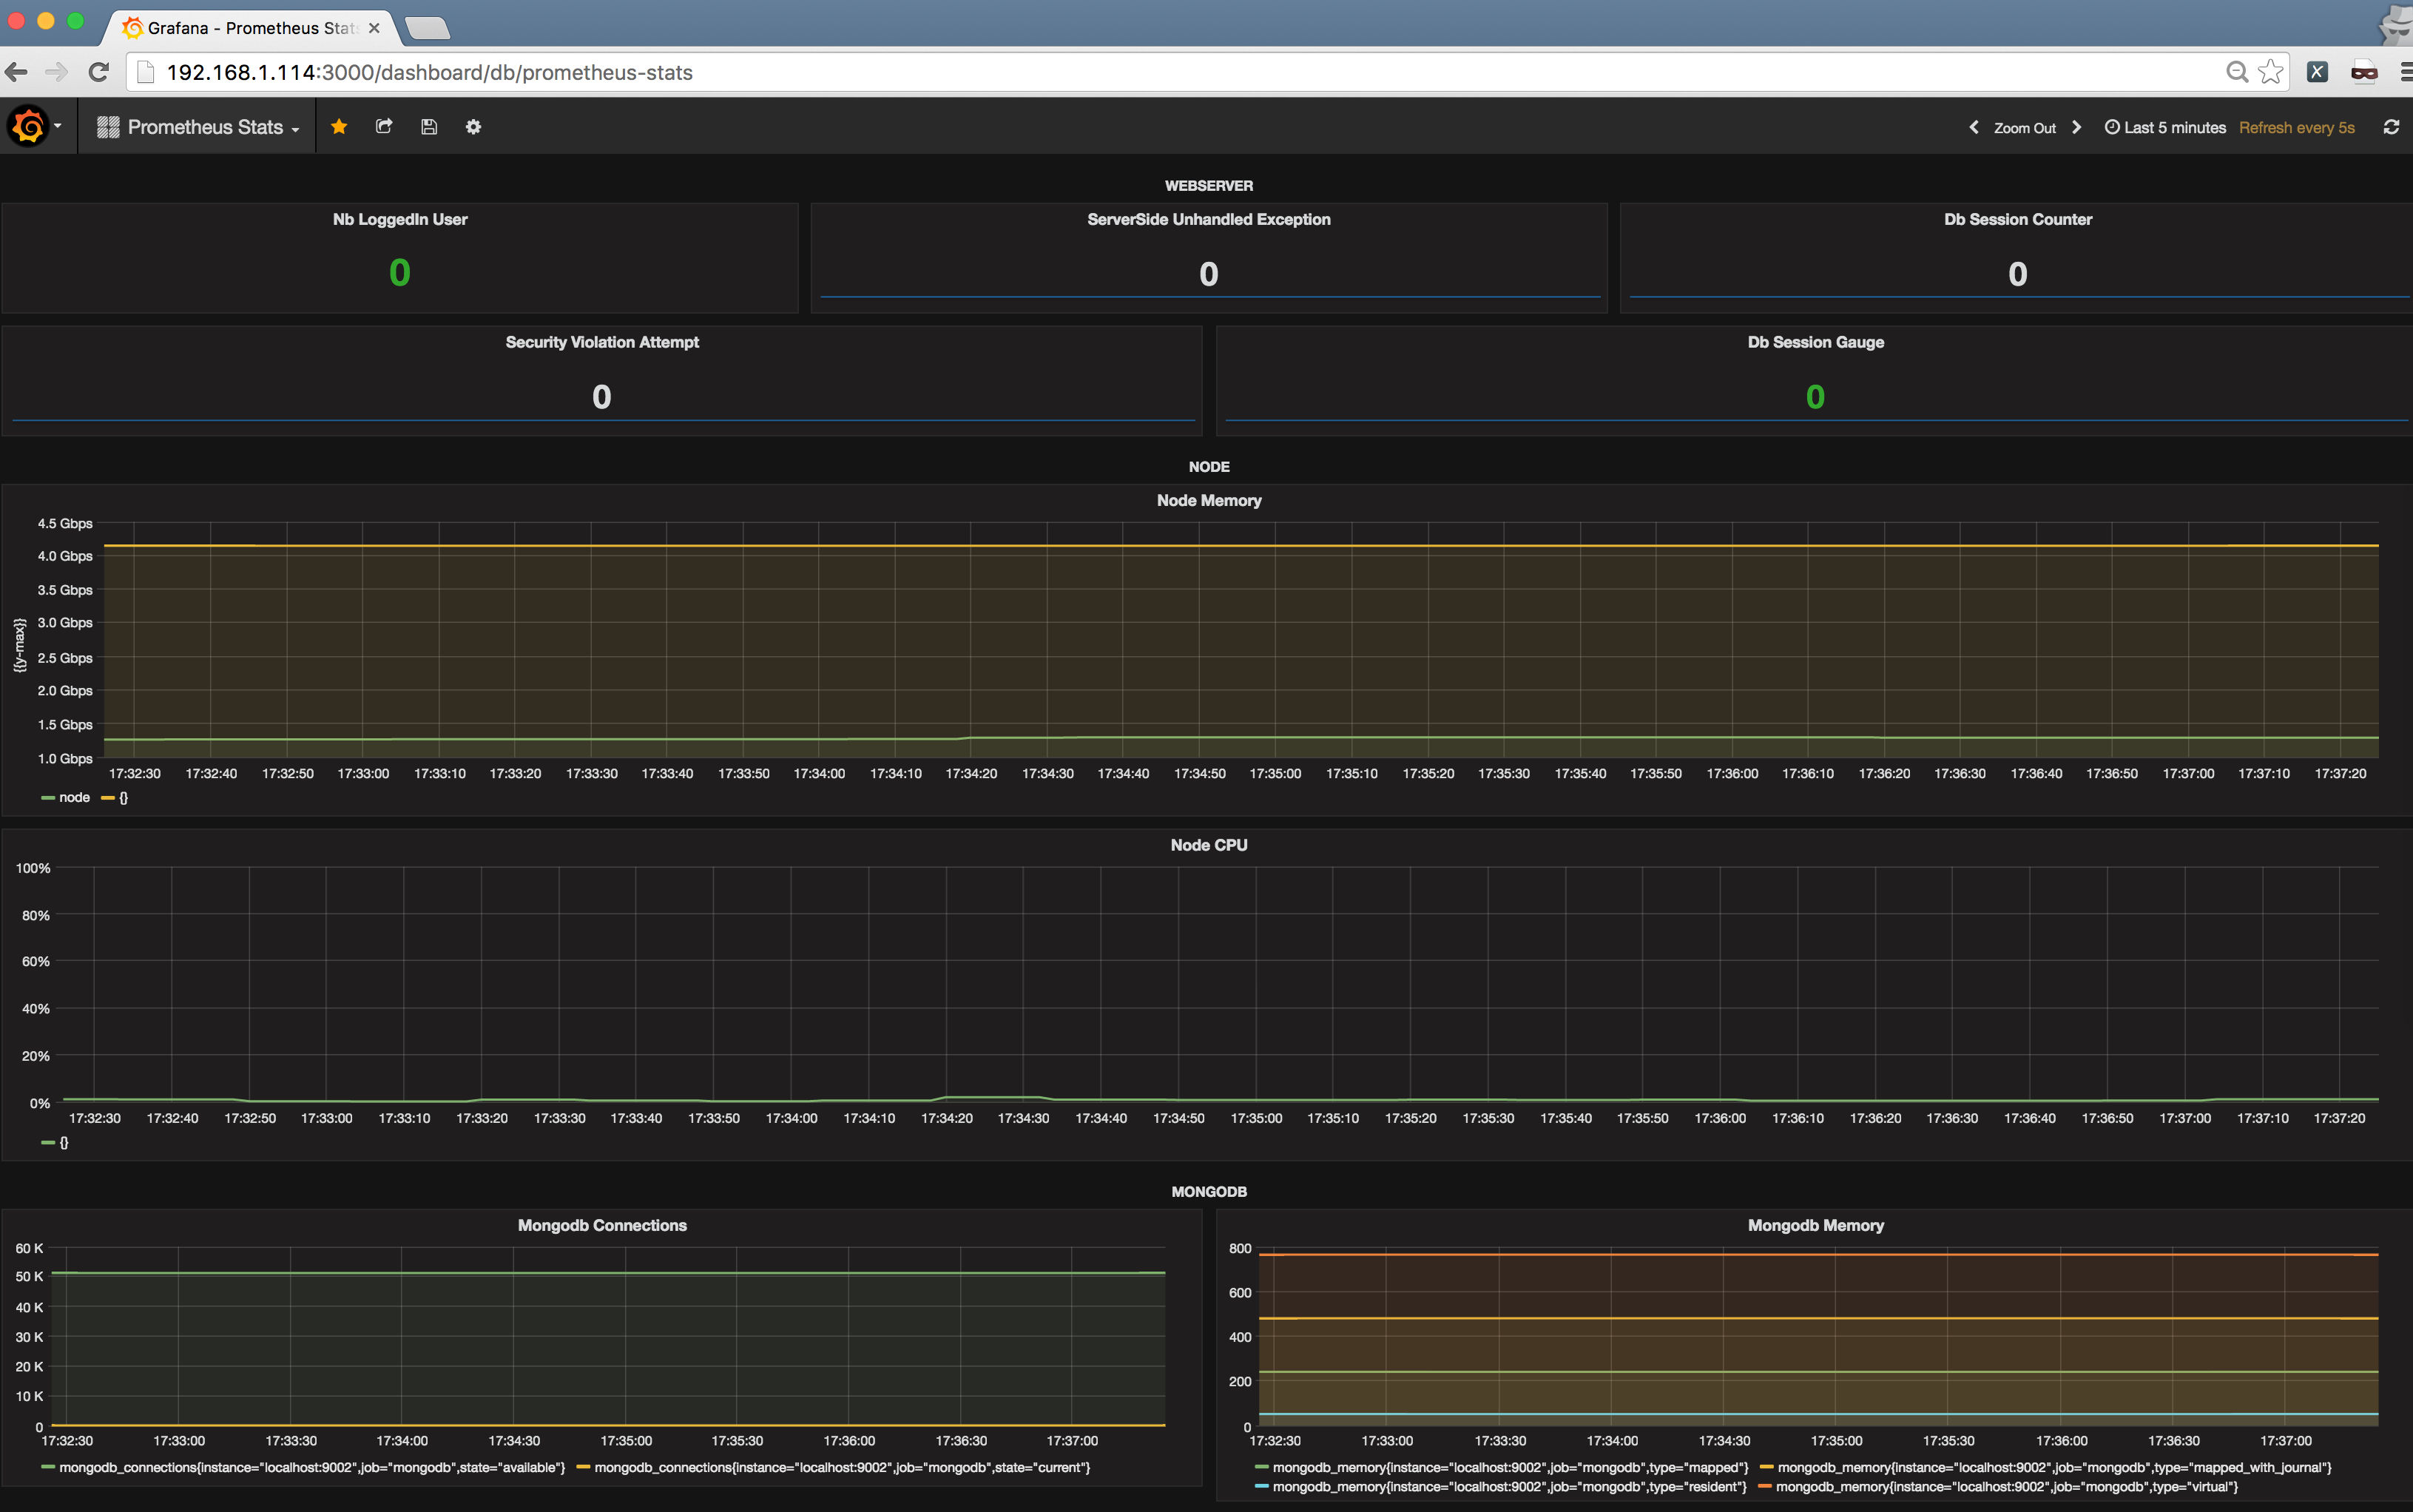 Grafana - Prometheus Stat
192.168.1.114:3000/dashboard/db/prometheus-stats
Prometheus Stats
Zoom Out
Last 5 minutes
Refresh every 5s
WEBSERVER
Nb LoggedIn User
ServerSide Unhandled Exception
Db Session Counter
0
0
0
Security Violation Attempt
Db Session Gauge
0
0
NODE
Node Memory
{{y-max}}
4.5 Gbps
4.0 Gbps
3.5 Gbps
3.0 Gbps
2.5 Gbps
2.0 Gbps
1.5 Gbps
1.0 Gbps
17:32:30 17:32:40 17:32:50 17:33:00 17:33:10 17:33:20 17:33:30 17:33:40 17:33:50 17:34:00 17:34:10 17:34:20 17:34:30 17:34:40 17:34:50 17:35:00 17:35:10 17:35:20 17:35:30 17:35:40 17:35:50 17:36:00 17:36:10 17:36:20 17:36:30 17:36:40 17:36:50 17:37:00 17:37:10 17:37:20
node {}
Node CPU
100%
80%
60%
40%
20%
0%
17:32:30 17:32:40 17:32:50 17:33:00 17:33:10 17:33:20 17:33:30 17:33:40 17:33:50 17:34:00 17:34:10 17:34:20 17:34:30 17:34:40 17:34:50 17:35:00 17:35:10 17:35:20 17:35:30 17:35:40 17:35:50 17:36:00 17:36:10 17:36:20 17:36:30 17:36:40 17:36:50 17:37:00 17:37:10 17:37:20
{}
MONGODB
Mongodb Connections
60 K
50 K
40 K
30 K
20 K
10 K
0
17:32:30 17:33:00 17:33:30 17:34:00 17:34:30 17:35:00 17:35:30 17:36:00 17:36:30 17:37:00
mongodb_connections{instance="localhost:9002",job="mongodb",state="available"} mongodb_connections{instance="localhost:9002",job="mongodb",state="current"}
Mongodb Memory
800
600
400
200
0
17:32:30 17:33:00 17:33:30 17:34:00 17:34:30 17:35:00 17:35:30 17:36:00 17:36:30 17:37:00
mongodb_memory{instance="localhost:9002",job="mongodb",type="mapped"} mongodb_memory{instance="localhost:9002",job="mongodb",type="mapped_with_journal"}
mongodb_memory{instance="localhost:9002",job="mongodb",type="resident"} mongodb_memory{instance="localhost:9002",job="mongodb",type="virtual"}